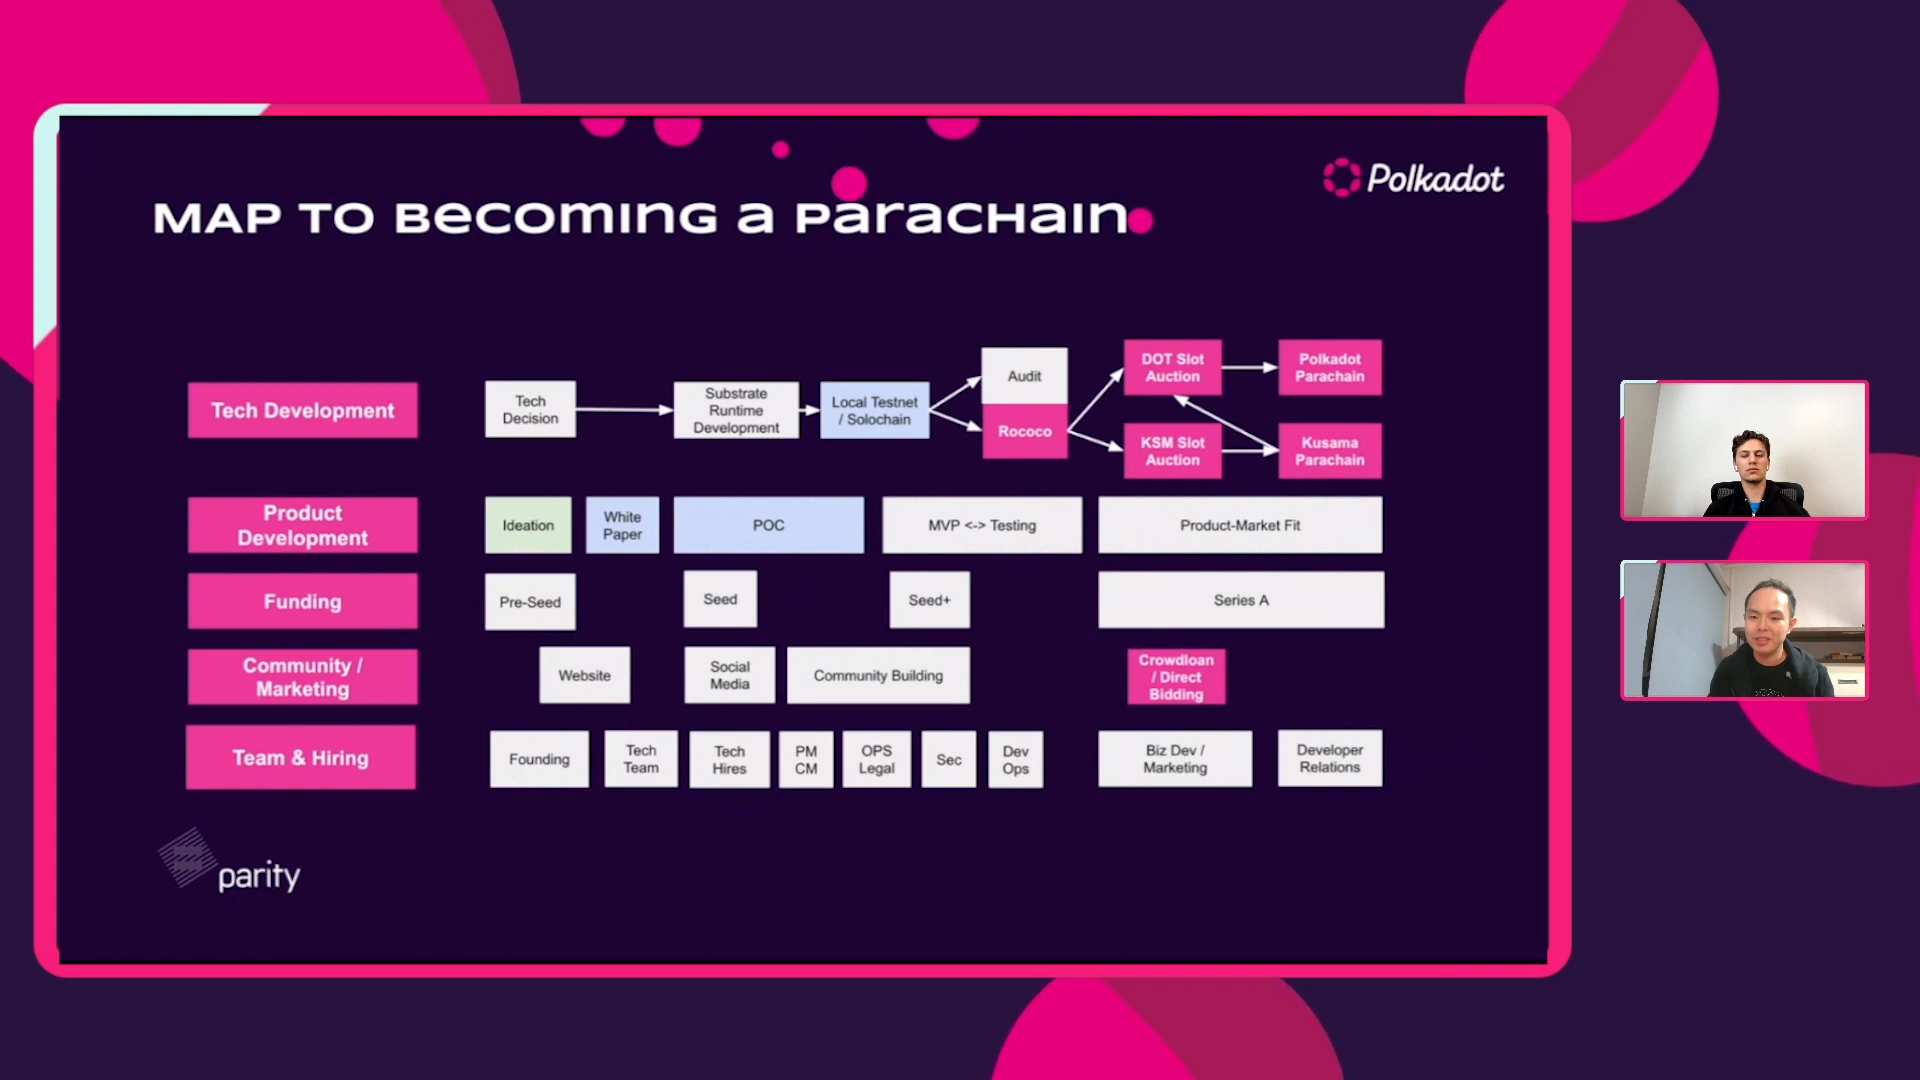 Polkadot
MAP TO Becoming a Parachain
Tech Development
Tech
Decision
Substrate
Runtime
Development
Local Testnet
/ Solochain
Audit
Rococo
DOT Slot
Auction
Polkadot
Parachain
KSM Slot
Auction
Kusama
Parachain
Product
Development
Ideation
White
Paper
POC
MVP <-> Testing
Product-Market Fit
Funding
Pre-Seed
Seed
Seed+
Series A
Community /
Marketing
Website
Social
Media
Community Building
Crowdloan
/ Direct
Bidding
Team & Hiring
Founding
Tech
Team
Tech
Hires
PM
CM
OPS
Legal
Sec
Dev
Ops
Biz Dev /
Marketing
Developer
Relations
parity